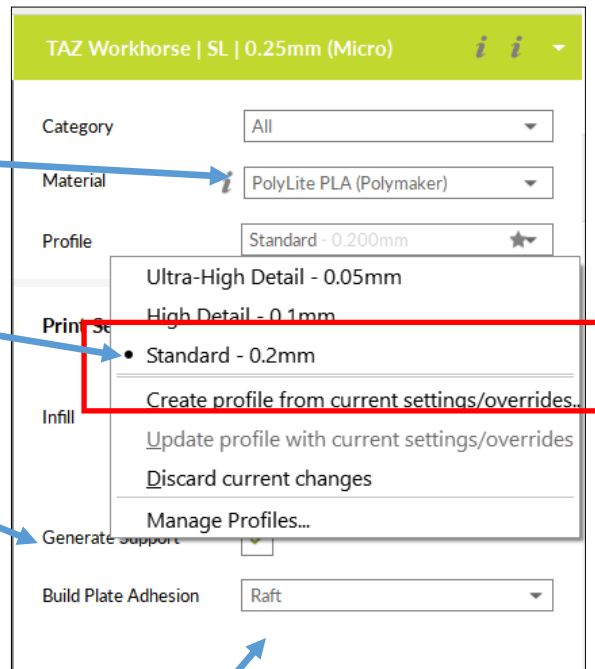 TAZ Workhorse | SL | 0.25mm (Micro) i i
Category All
Material i PolyLite PLA (Polymaker)
Profile Standard - 0.200mm
Ultra-High Detail - 0.05mm
High Detail - 0.1mm
Print Se
Standard - 0.2mm
Create profile from current settings/overrides..
Infill
Update profile with current settings/overrides
Discard current changes
Manage Profiles...
Generate Support
Build Plate Adhesion Raft